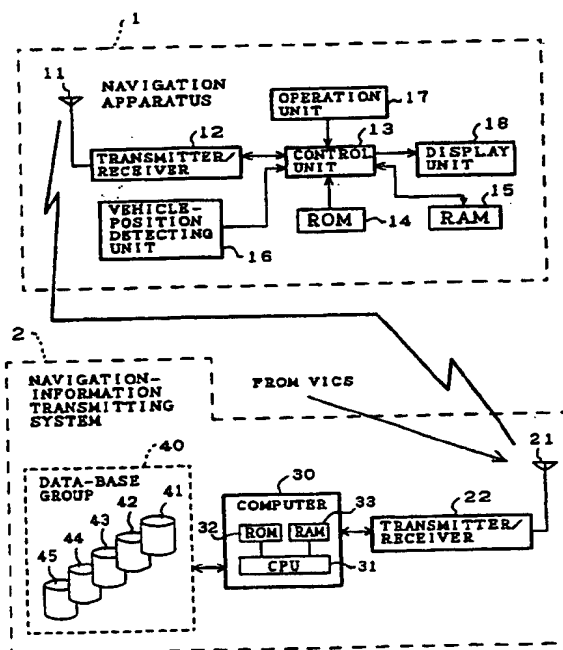 1
11
NAVIGATION
APPARATUS
OPERATION
UNIT
17
12
13
18
TRANSMITTER/
RECEIVER
CONTROL
UNIT
DISPLAY
UNIT
VEHICLE-
POSITION
DETECTING
UNIT
16
ROM
14
RAM
15
2
NAVIGATION-
INFORMATION
TRANSMITTING
SYSTEM
FROM VICS
21
40
DATA-BASE
GROUP
41
42
43
44
45
30
COMPUTER
33
32
ROM
RAM
CPU
31
22
TRANSMITTER/
RECEIVER